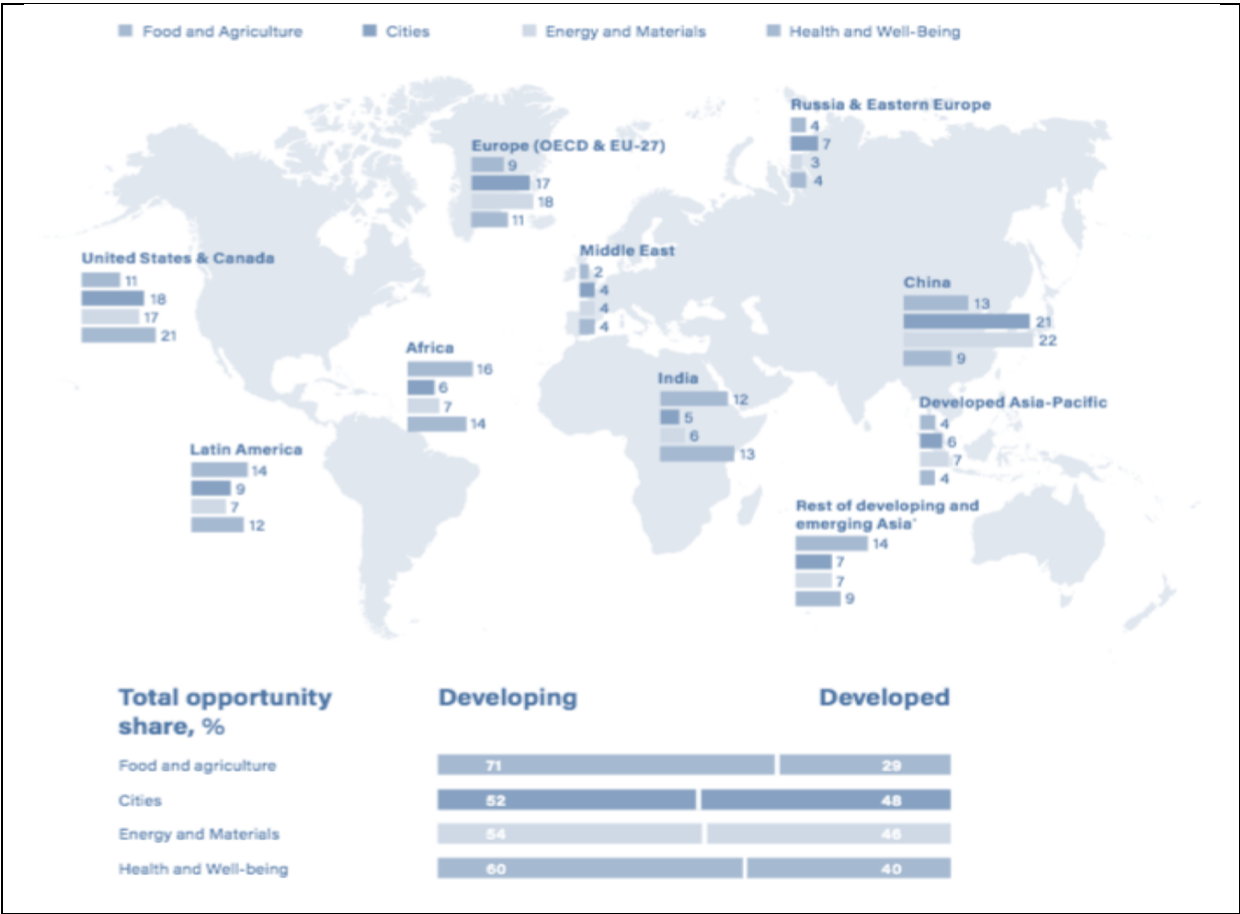 Food and Agriculture Cities Energy and Materials Health and Well-Being
Russia & Eastern Europe
4
7
3
4
Europe (OECD & EU-27)
9
17
18
11
United States & Canada
11
18
17
21
Middle East
2
4
4
4
China
13
21
22
9
Africa
16
6
7
14
India
12
5
6
13
Developed Asia-Pacific
4
6
7
4
Latin America
14
9
7
12
Rest of developing and
emerging Asia*
14
7
7
9
Total opportunity
share, %
Developing Developed
Food and agriculture 71 29
Cities 52 48
Energy and Materials 54 46
Health and Well-being 60 40